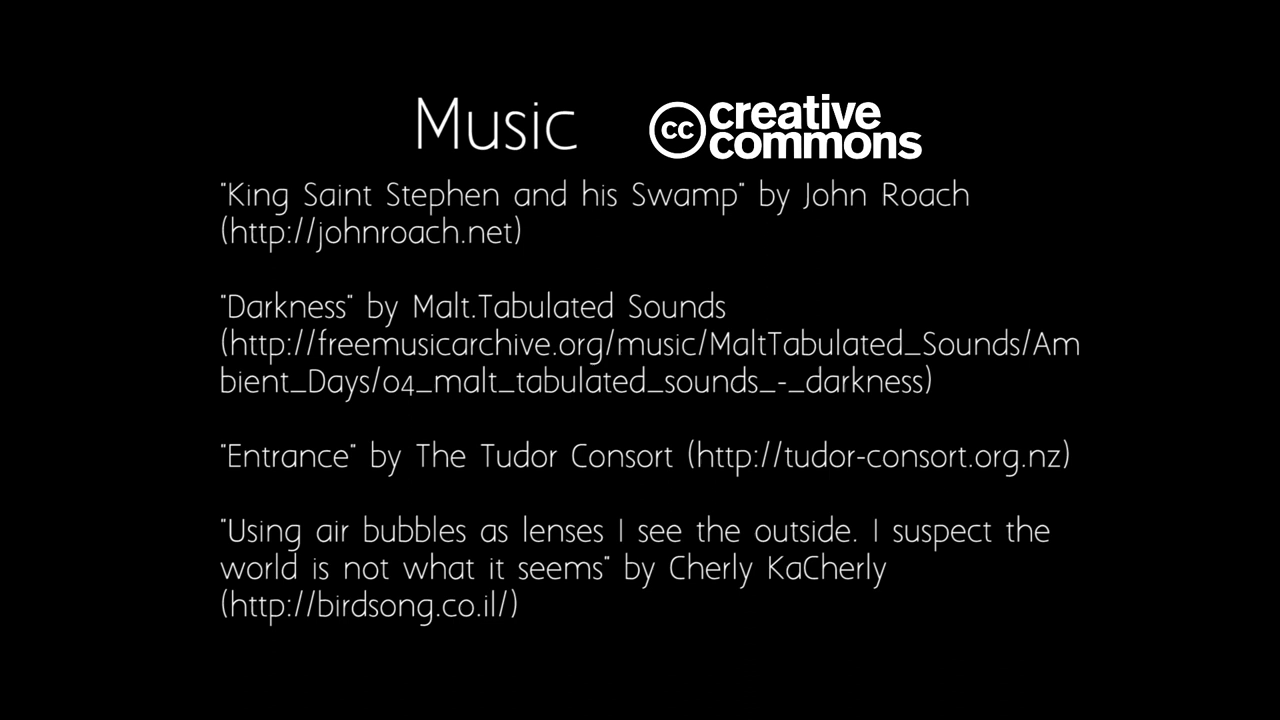 Music
cc creative
commons
"King Saint Stephen and his Swamp" by John Roach
(http://johnroach.net)
"Darkness" by Malt.Tabulated Sounds
(http://freemusicarchive.org/music/MaltTabulated_Sounds/Am
bient_Days/04_malt_tabulated_sounds_-_darkness)
"Entrance" by The Tudor Consort (http://tudor-consort.org.nz)
"Using air bubbles as lenses I see the outside. I suspect the
world is not what it seems" by Cherly KaCherly
(http://birdsong.co.il/)